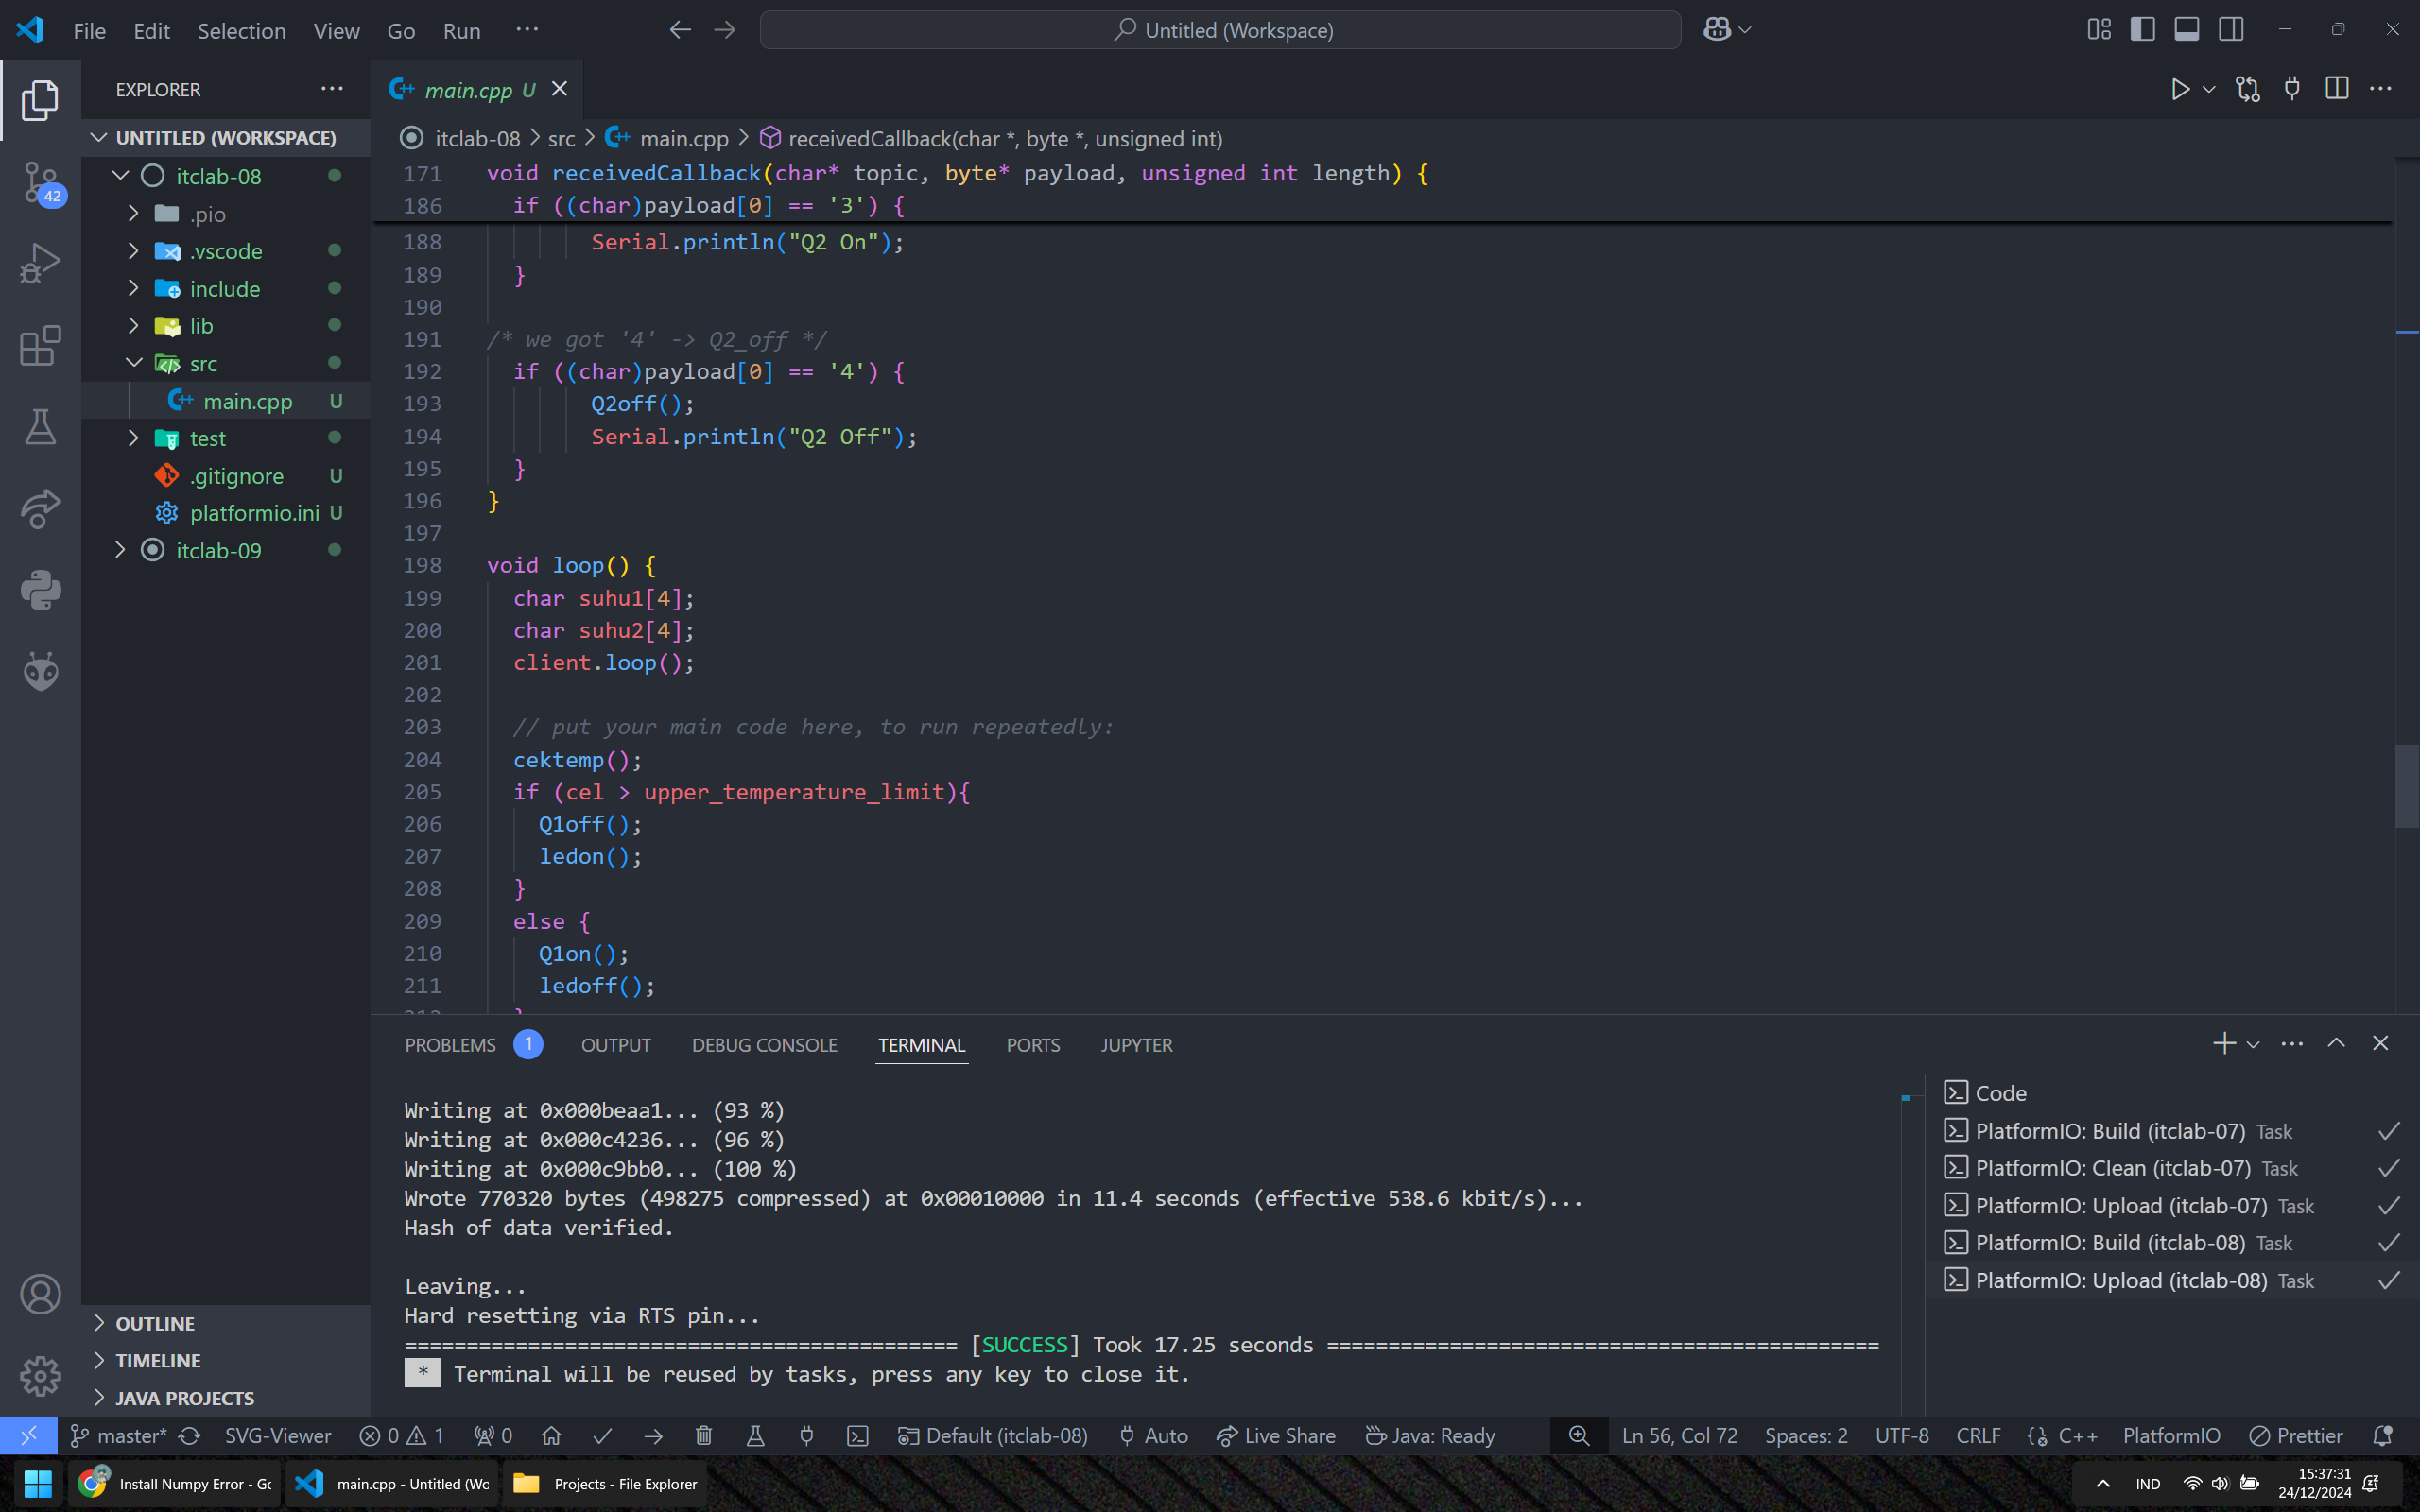 File Edit Selection View Go Run ··· Untitled (Workspace)
EXPLORER ···
UNTITLED (WORKSPACE)
itclab-08
.pio
.vscode
include
lib
src
main.cpp U
test
.gitignore U
platformio.ini U
itclab-09
OUTLINE
TIMELINE
JAVA PROJECTS
42
main.cpp U
itclab-08 > src > main.cpp > receivedCallback(char *, byte *, unsigned int)
171 void receivedCallback(char* topic, byte* payload, unsigned int length) {
186 if ((char)payload[0] == '3') {
188 Serial.println("Q2 On");
189 }
190
191 /* we got '4' -> Q2_off */
192 if ((char)payload[0] == '4') {
193 Q2off();
194 Serial.println("Q2 Off");
195 }
196 }
197
198 void loop() {
199 char suhu1[4];
200 char suhu2[4];
201 client.loop();
202
203 // put your main code here, to run repeatedly:
204 cektemp();
205 if (cel > upper_temperature_limit){
206 Q1off();
207 ledon();
208 }
209 else {
210 Q1on();
211 ledoff();
PROBLEMS 1 OUTPUT DEBUG CONSOLE TERMINAL PORTS JUPYTER
Writing at 0x000beaa1... (93 %)
Writing at 0x000c4236... (96 %)
Writing at 0x000c9bb0... (100 %)
Wrote 770320 bytes (498275 compressed) at 0x00010000 in 11.4 seconds (effective 538.6 kbit/s)...
Hash of data verified.
Leaving...
Hard resetting via RTS pin...
============================================= [SUCCESS] Took 17.25 seconds =============================================
* Terminal will be reused by tasks, press any key to close it.
Code
PlatformIO: Build (itclab-07) Task
PlatformIO: Clean (itclab-07) Task
PlatformIO: Upload (itclab-07) Task
PlatformIO: Build (itclab-08) Task
PlatformIO: Upload (itclab-08) Task
master* SVG-Viewer 0 1 0 Default (itclab-08) Auto Live Share Java: Ready Ln 56, Col 72 Spaces: 2 UTF-8 CRLF C++ PlatformIO Prettier
Install Numpy Error - Gc main.cpp - Untitled (Wc Projects - File Explorer IND 15:37:31
24/12/2024